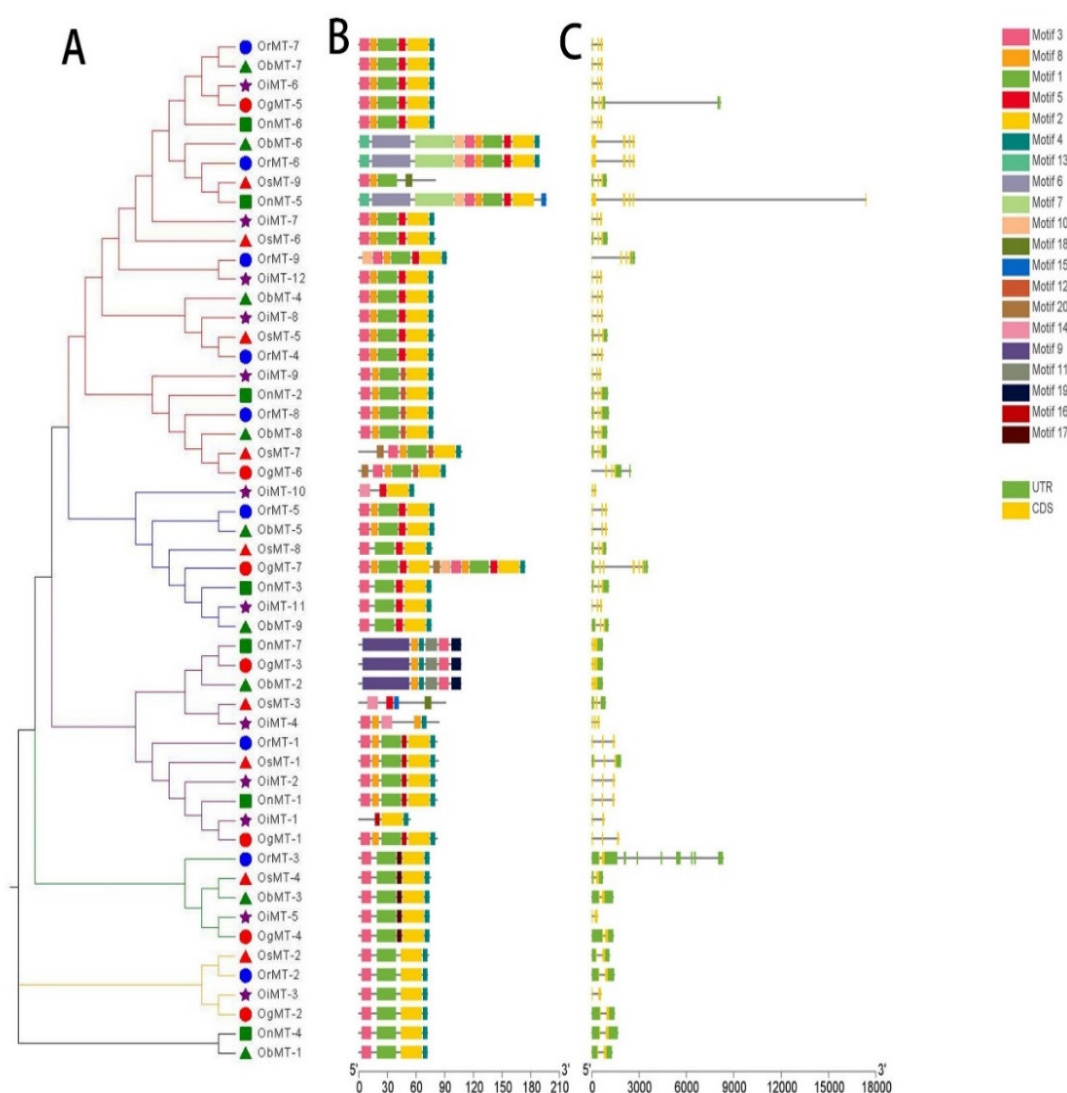 A B C
OrMT-7
ObMT-7
OiMT-6
OgMT-5
OnMT-6
ObMT-6
OrMT-6
OsMT-9
OnMT-5
OiMT-7
OsMT-6
OrMT-9
OiMT-12
ObMT-4
OiMT-8
OsMT-5
OrMT-4
OiMT-9
OnMT-2
OrMT-8
ObMT-8
OsMT-7
OgMT-6
OiMT-10
OrMT-5
ObMT-5
OsMT-8
OgMT-7
OnMT-3
OiMT-11
ObMT-9
OnMT-7
OgMT-3
ObMT-2
OsMT-3
OiMT-4
OrMT-1
OsMT-1
OiMT-2
OnMT-1
OiMT-1
OgMT-1
OrMT-3
OsMT-4
ObMT-3
OiMT-5
OgMT-4
OsMT-2
OrMT-2
OiMT-3
OgMT-2
OnMT-4
ObMT-1
5' 3'
0 30 60 90 120 150 180 210
5' 3'
0 3000 6000 9000 12000 15000 18000
Motif 3
Motif 8
Motif 1
Motif 5
Motif 2
Motif 4
Motif 13
Motif 6
Motif 7
Motif 10
Motif 18
Motif 15
Motif 12
Motif 20
Motif 14
Motif 9
Motif 11
Motif 19
Motif 16
Motif 17
UTR
CDS